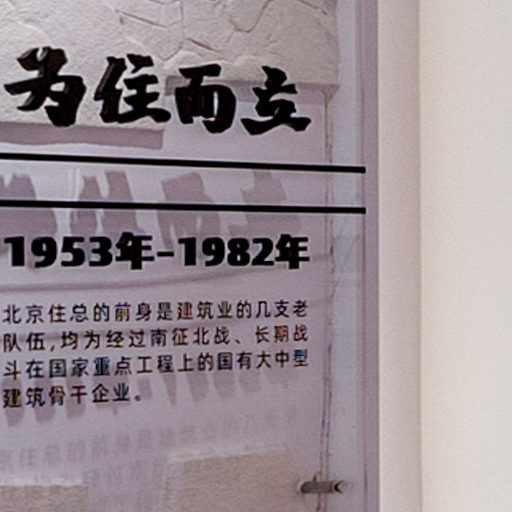 为住而立
1953年-1982年
北京住总的前身是建筑业的几支老
队伍,均为经过南征北战、长期战
斗在国家重点工程上的国有大中型
建筑骨干企业。